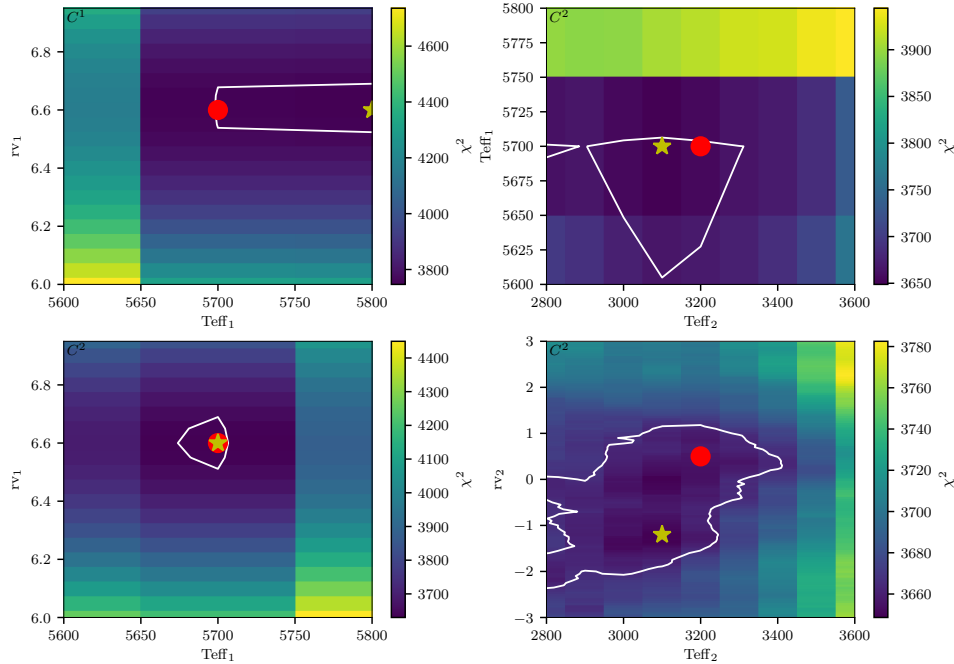 C¹
6.8
6.6
6.4
6.2
6.0
rv₁
5600 5650 5700 5750 5800
Teff₁
4600
4400
4200
4000
3800
χ²
C²
5800
5775
5750
5725
5700
5675
5650
5625
5600
Teff₁
2800 3000 3200 3400 3600
Teff₂
3900
3850
3800
3750
3700
3650
χ²
C²
6.8
6.6
6.4
6.2
6.0
rv₁
5600 5650 5700 5750 5800
Teff₁
4400
4300
4200
4100
4000
3900
3800
3700
χ²
C²
3
2
1
0
−1
−2
−3
rv₂
2800 3000 3200 3400 3600
Teff₂
3780
3760
3740
3720
3700
3680
3660
χ²